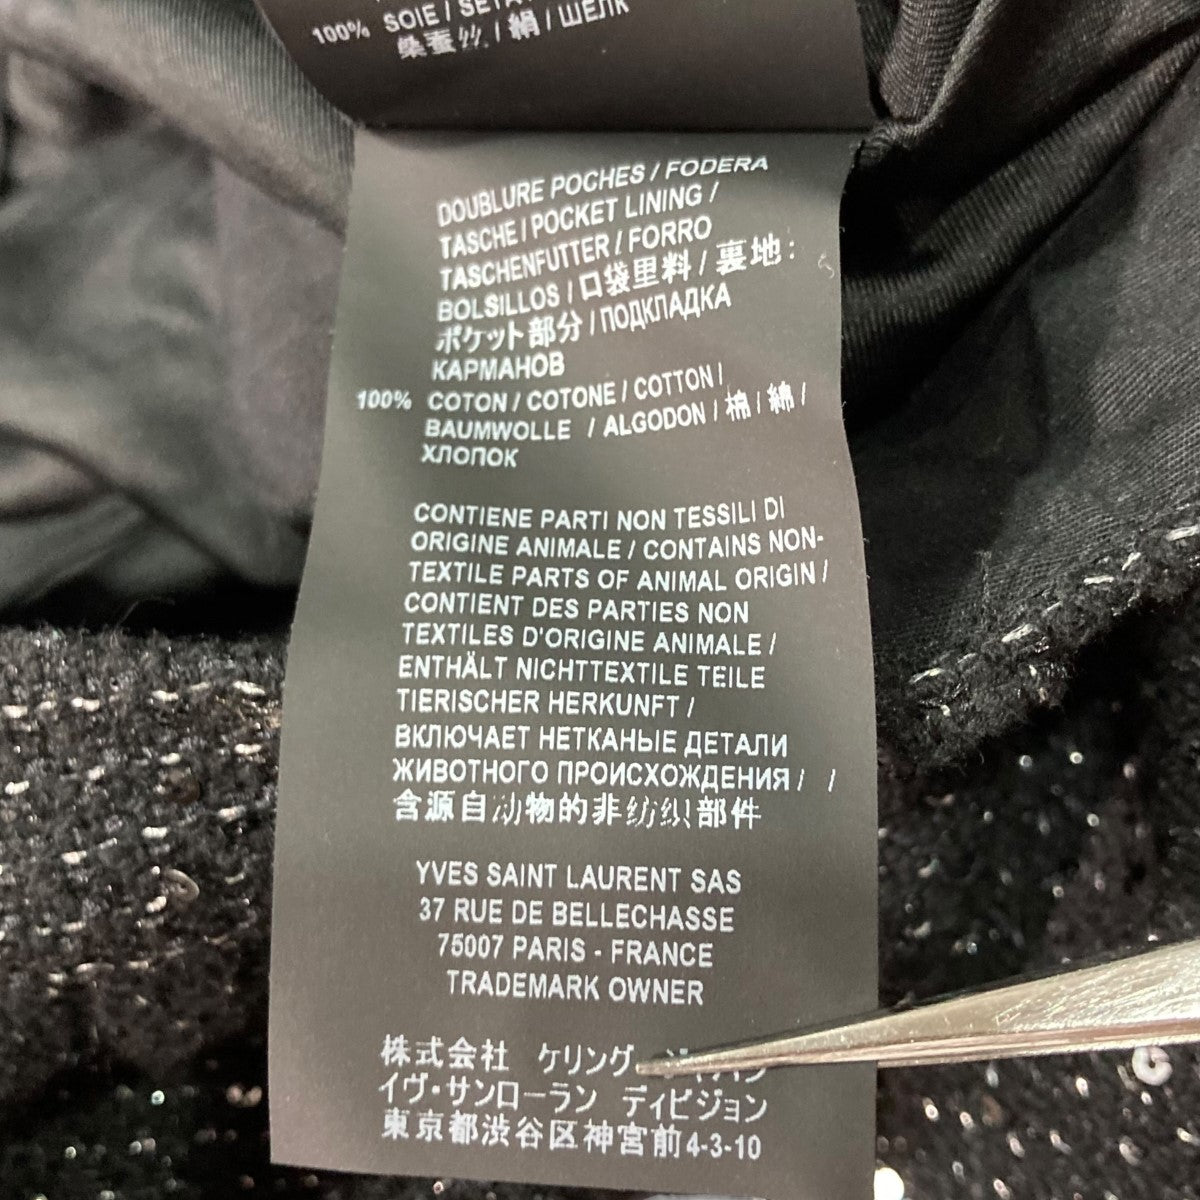 100% SOIE /
桑蚕丝 / 絹 / ШЕЛК
DOUBLURE POCHES / FODERA
TASCHE / POCKET LINING /
TASCHENFUTTER / FORRO
BOLSILLOS / 口袋里料 / 裏地:
ポケット部分 / ПОДКЛАДКА
КАРМАНОВ
100% COTON / COTONE / COTTON /
BAUMWOLLE / ALGODON / 棉 / 綿 /
ХЛОПОК
CONTIENE PARTI NON TESSILI DI
ORIGINE ANIMALE / CONTAINS NON-
TEXTILE PARTS OF ANIMAL ORIGIN /
CONTIENT DES PARTIES NON
TEXTILES D'ORIGINE ANIMALE /
ENTHÄLT NICHTTEXTILE TEILE
TIERISCHER HERKUNFT /
ВКЛЮЧАЕТ НЕТКАНЫЕ ДЕТАЛИ
ЖИВОТНОГО ПРОИСХОЖДЕНИЯ / /
含源自动物的非纺织部件
YVES SAINT LAURENT SAS
37 RUE DE BELLECHASSE
75007 PARIS - FRANCE
TRADEMARK OWNER
株式会社 ケリング
イヴ・サンローラン ディビジョン
東京都渋谷区神宮前4-3-10